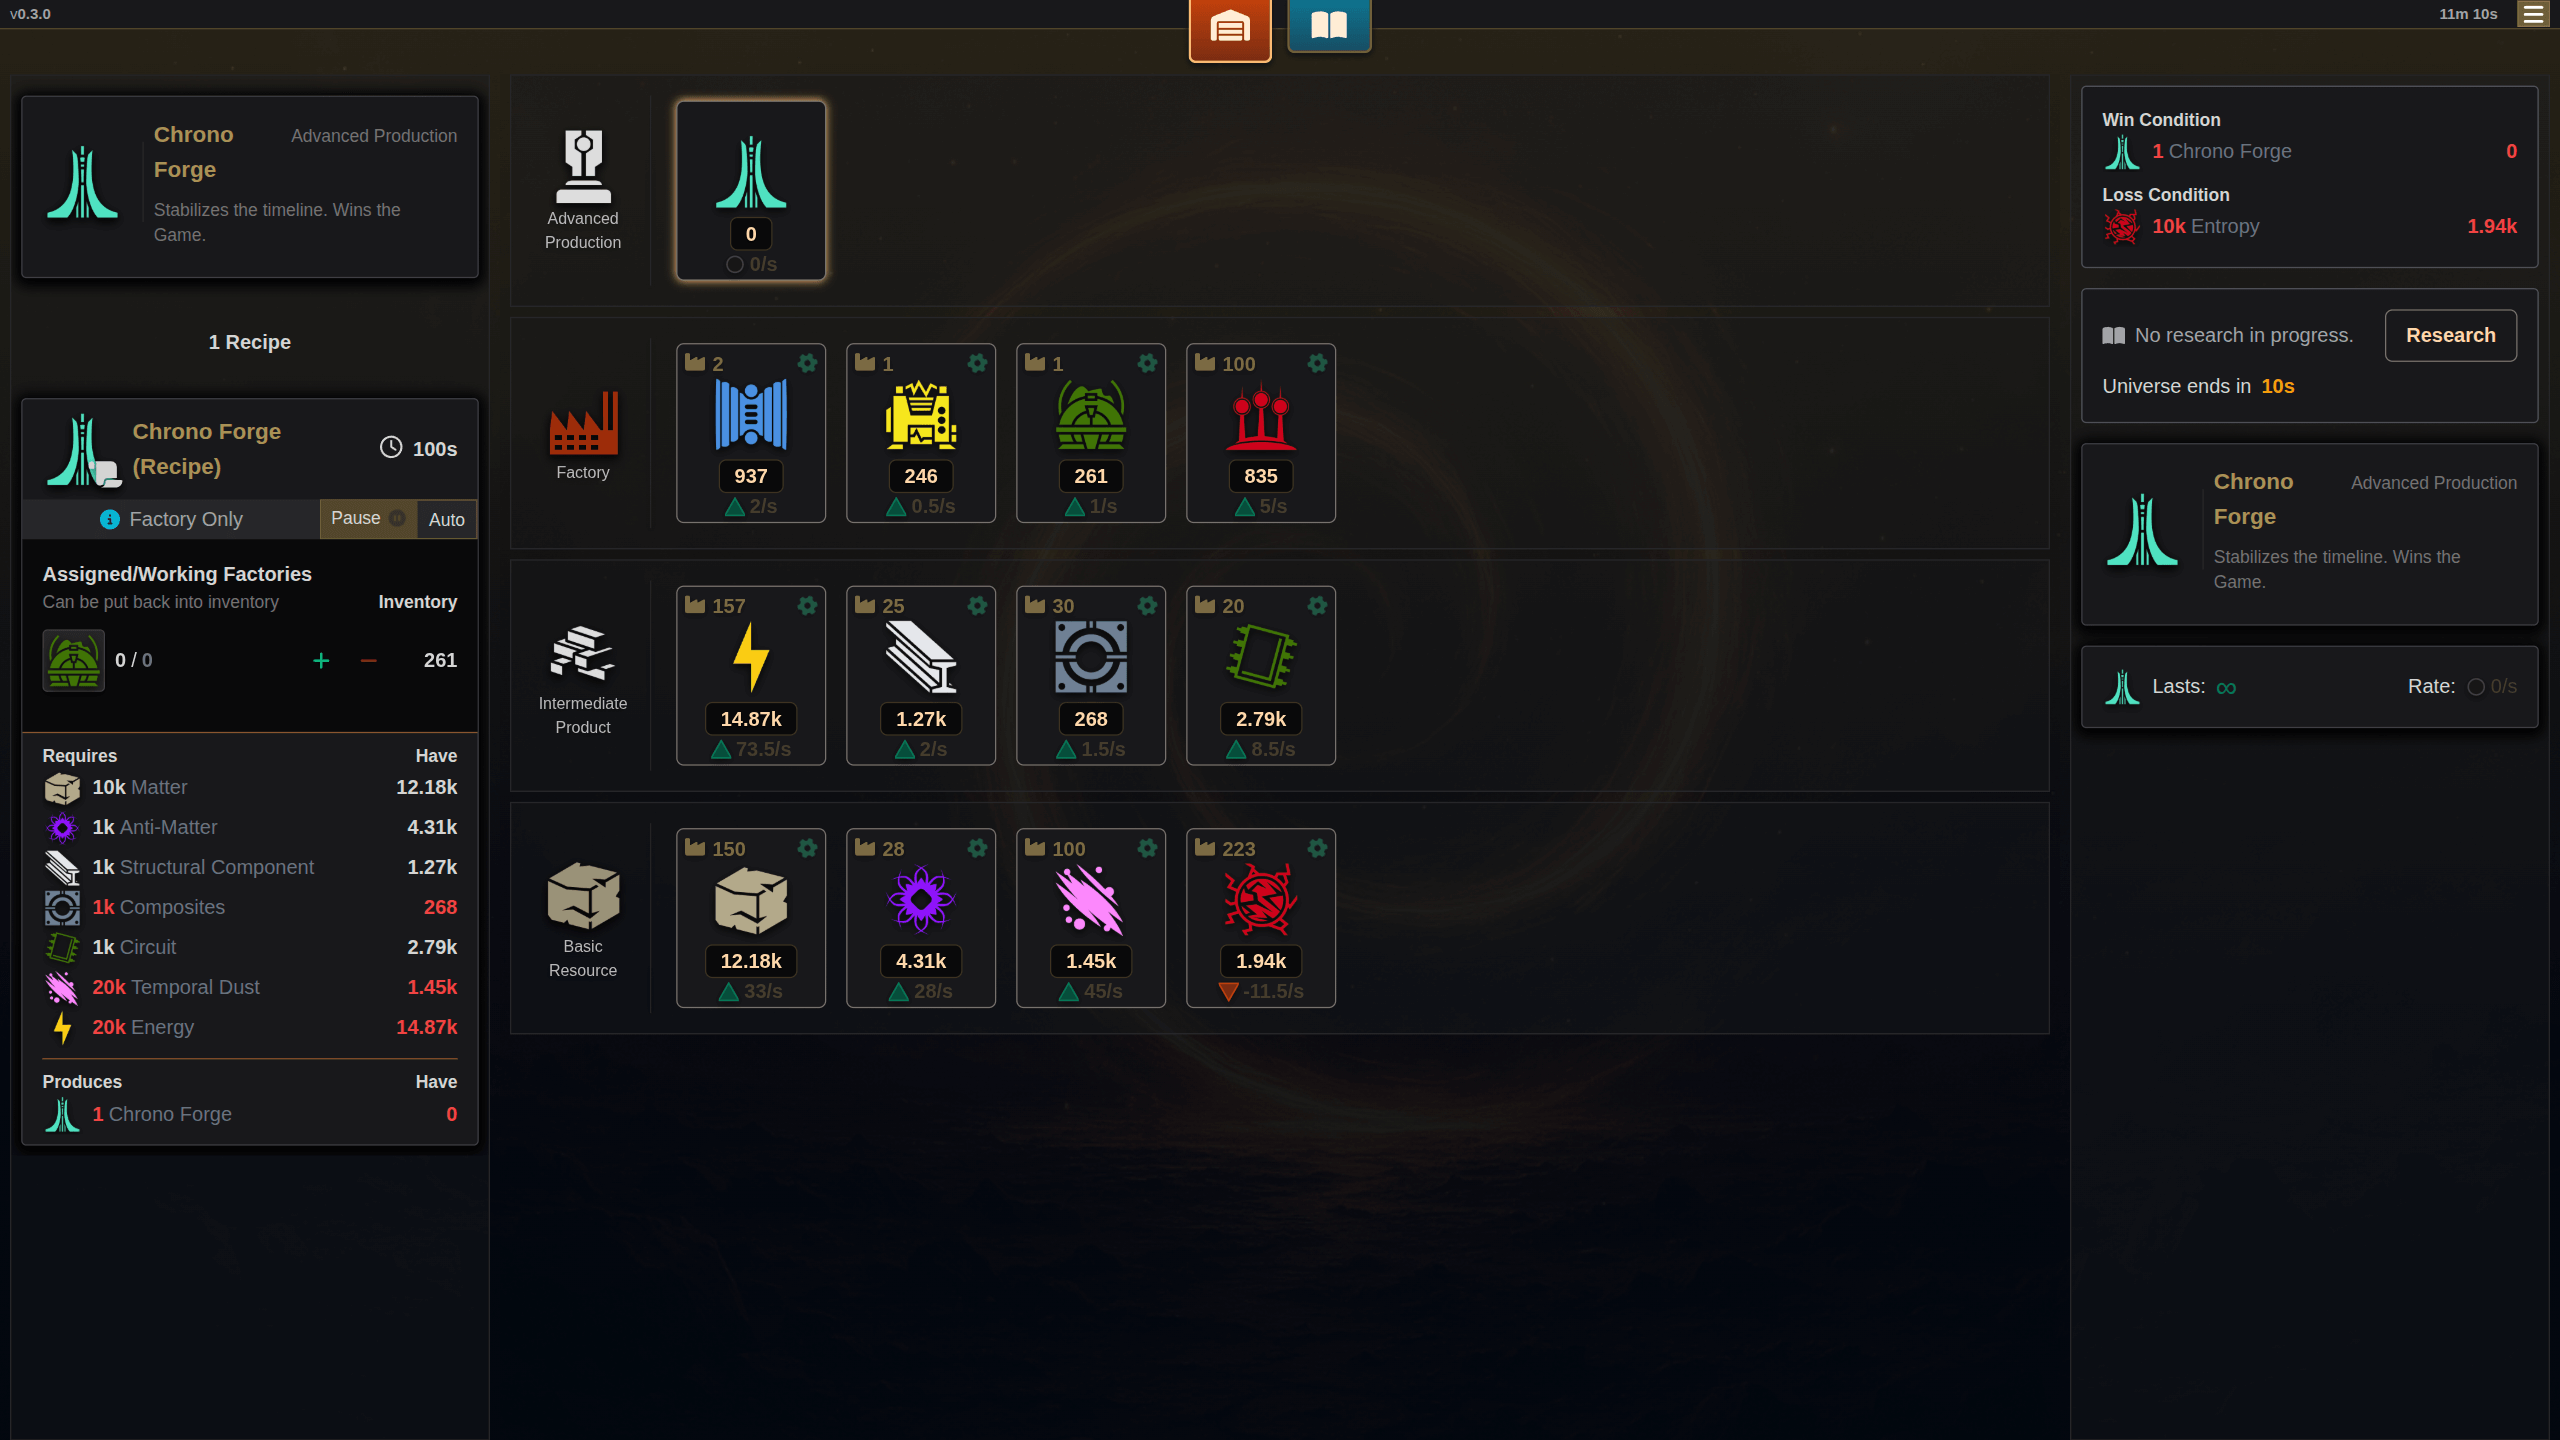 v0.3.0
11m 10s
Chrono Forge
Advanced Production
Stabilizes the timeline. Wins the
Game.
1 Recipe
Chrono Forge
(Recipe)
100s
Factory Only
Pause
Auto
Assigned/Working Factories
Can be put back into inventory
Inventory
0 / 0
+ −
261
Requires
Have
10k Matter
12.18k
1k Anti-Matter
4.31k
1k Structural Component
1.27k
1k Composites
268
1k Circuit
2.79k
20k Temporal Dust
1.45k
20k Energy
14.87k
Produces
Have
1 Chrono Forge
0
Advanced
Production
0
0/s
Factory
2
937
2/s
1
246
0.5/s
1
261
1/s
100
835
5/s
Intermediate
Product
157
14.87k
73.5/s
25
1.27k
2/s
30
268
1.5/s
20
2.79k
8.5/s
Basic
Resource
150
12.18k
33/s
28
4.31k
28/s
100
1.45k
45/s
223
1.94k
-11.5/s
Win Condition
1 Chrono Forge
0
Loss Condition
10k Entropy
1.94k
No research in progress.
Research
Universe ends in 10s
Chrono
Forge
Advanced Production
Stabilizes the timeline. Wins the
Game.
Lasts: ∞
Rate: 0/s